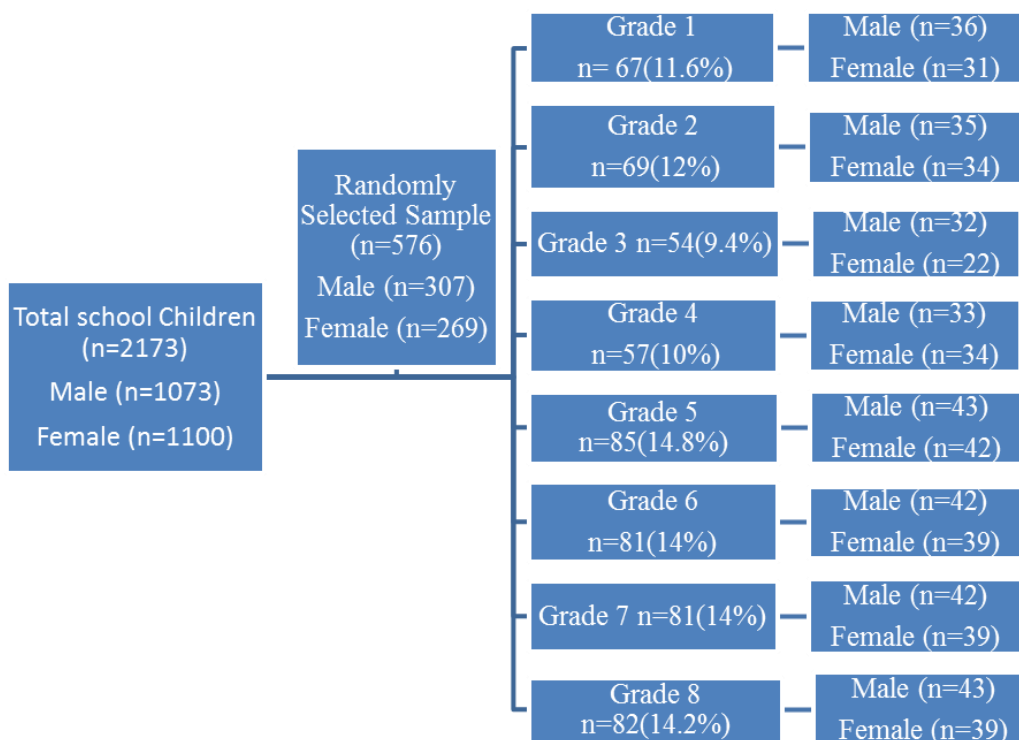 Total school Children
(n=2173)
Male (n=1073)
Female (n=1100)
Randomly
Selected Sample
(n=576)
Male (n=307)
Female (n=269)
Grade 1
n= 67(11.6%)
Male (n=36)
Female (n=31)
Grade 2
n=69(12%)
Male (n=35)
Female (n=34)
Grade 3 n=54(9.4%)
Male (n=32)
Female (n=22)
Grade 4
n=57(10%)
Male (n=33)
Female (n=34)
Grade 5
n=85(14.8%)
Male (n=43)
Female (n=42)
Grade 6
n=81(14%)
Male (n=42)
Female (n=39)
Grade 7 n=81(14%)
Male (n=42)
Female (n=39)
Grade 8
n=82(14.2%)
Male (n=43)
Female (n=39)